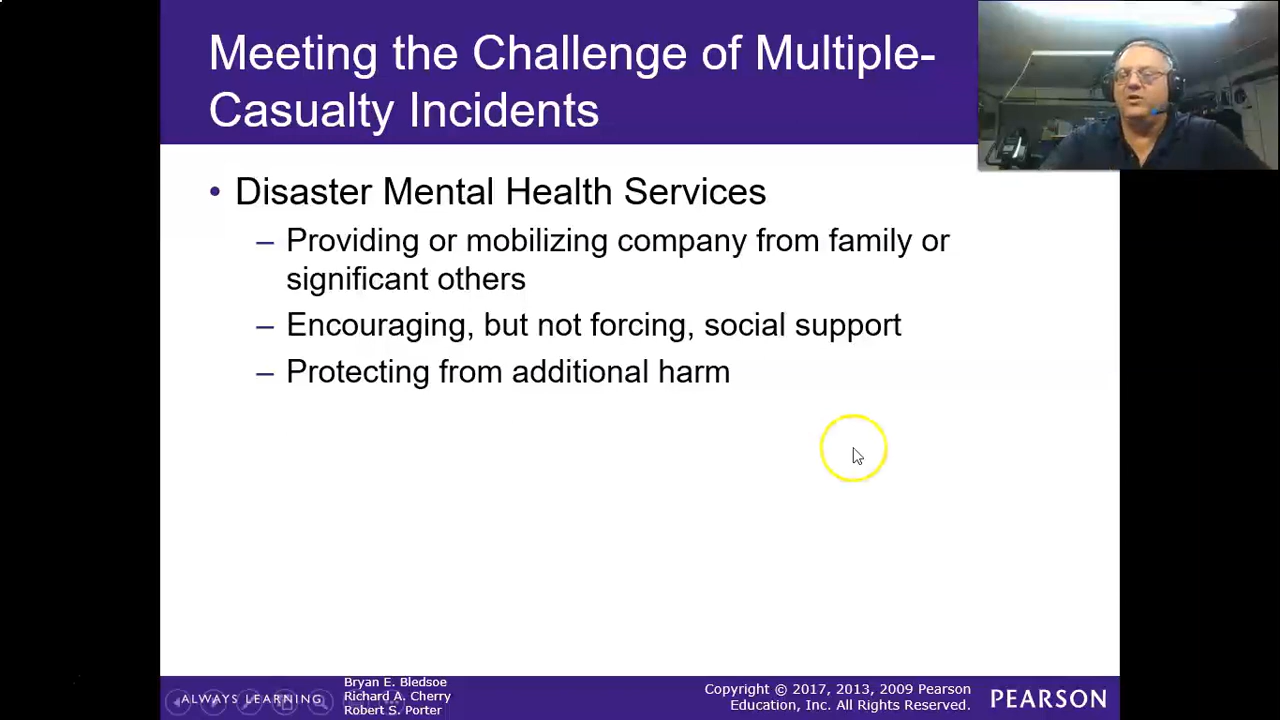 Meeting the Challenge of Multiple-
Casualty Incidents
• Disaster Mental Health Services
– Providing or mobilizing company from family or
significant others
– Encouraging, but not forcing, social support
– Protecting from additional harm
ALWAYS LEARNING
Bryan E. Bledsoe
Richard A. Cherry
Robert S. Porter
Copyright © 2017, 2013, 2009 Pearson
Education, Inc. All Rights Reserved.
PEARSON